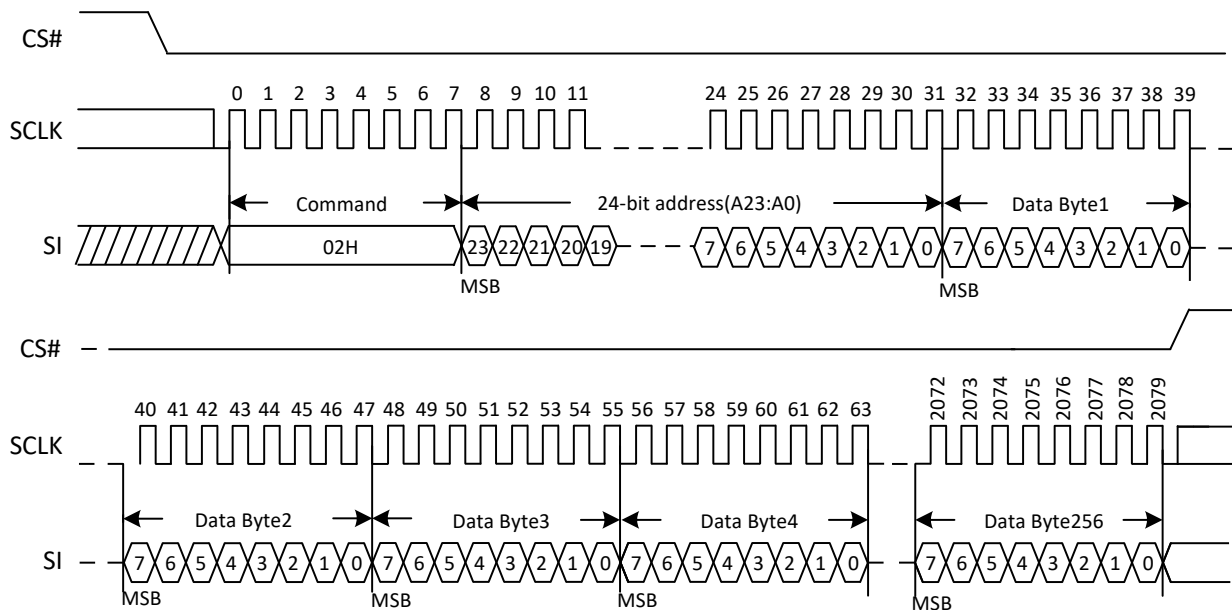 CS#
0 1 2 3 4 5 6 7 8 9 10 11 24 25 26 27 28 29 30 31 32 33 34 35 36 37 38 39
SCLK
Command 24-bit address(A23:A0) Data Byte1
SI 02H 23 22 21 20 19 7 6 5 4 3 2 1 0 7 6 5 4 3 2 1 0
MSB MSB
CS#
40 41 42 43 44 45 46 47 48 49 50 51 52 53 54 55 56 57 58 59 60 61 62 63 2072 2073 2074 2075 2076 2077 2078 2079
SCLK
Data Byte2 Data Byte3 Data Byte4 Data Byte256
SI 7 6 5 4 3 2 1 0 7 6 5 4 3 2 1 0 7 6 5 4 3 2 1 0 7 6 5 4 3 2 1 0
MSB MSB MSB MSB